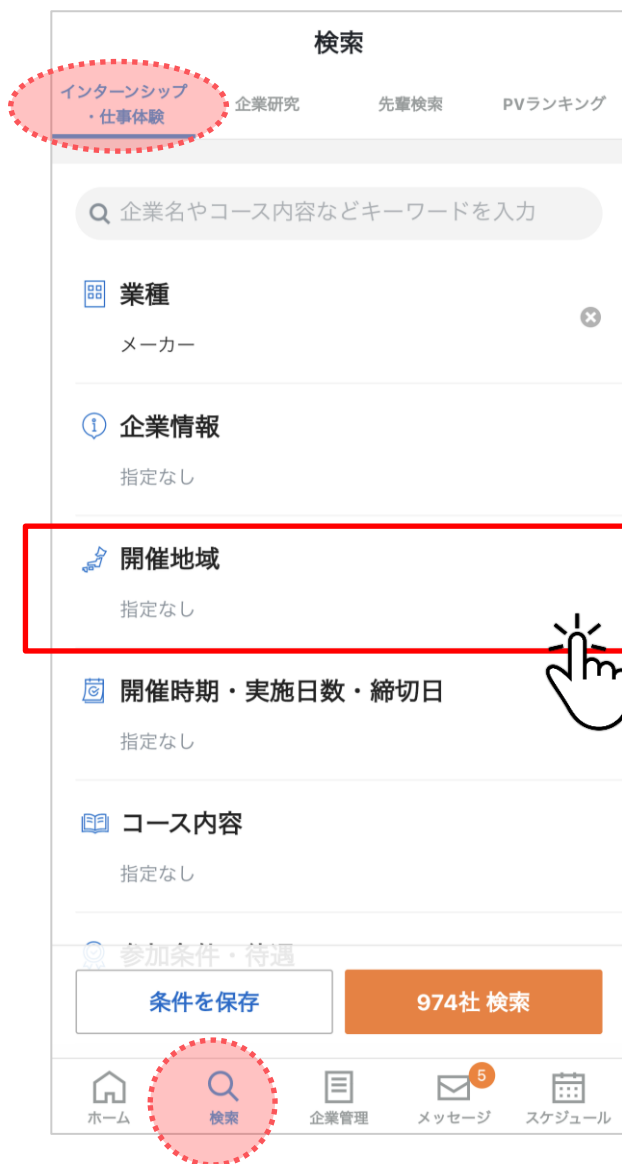 検索
インターンシップ
・仕事体験
企業研究
先輩検索
PVランキング
企業名やコース内容などキーワードを入力
業種
メーカー
企業情報
指定なし
開催地域
指定なし
開催時期・実施日数・締切日
指定なし
コース内容
指定なし
参加条件・待遇
条件を保存
974社 検索
5
ホーム
検索
企業管理
メッセージ
スケジュール